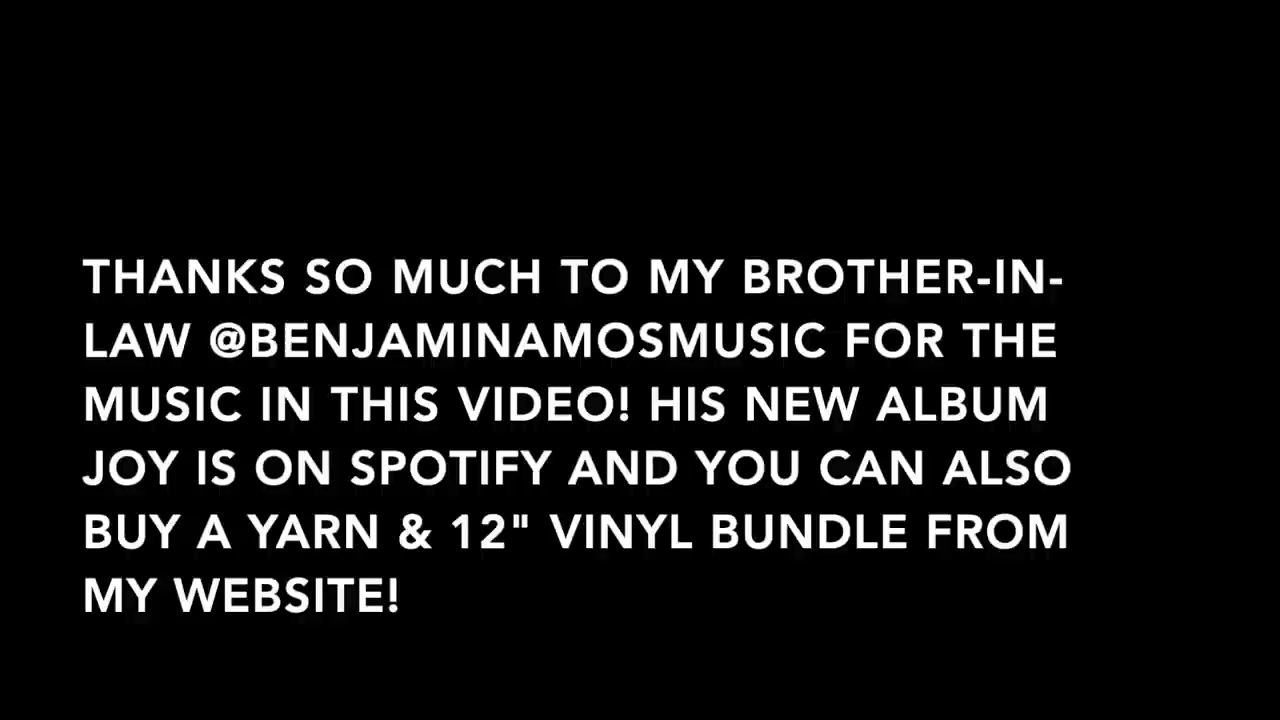 THANKS SO MUCH TO MY BROTHER-IN-
LAW @BENJAMINAMOSMUSIC FOR THE
MUSIC IN THIS VIDEO! HIS NEW ALBUM
JOY IS ON SPOTIFY AND YOU CAN ALSO
BUY A YARN & 12" VINYL BUNDLE FROM
MY WEBSITE!